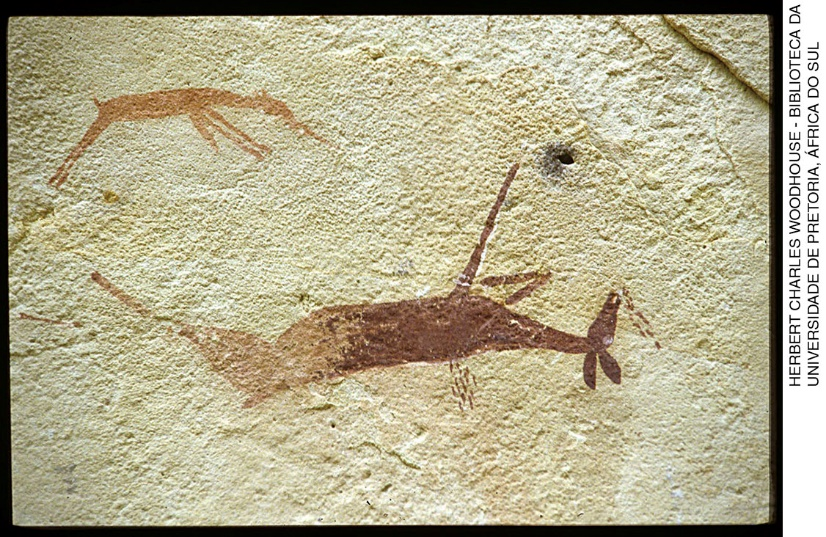 HERBERT CHARLES WOODHOUSE - BIBLIOTECA DA
UNIVERSIDADE DE PRETORIA, ÁFRICA DO SUL